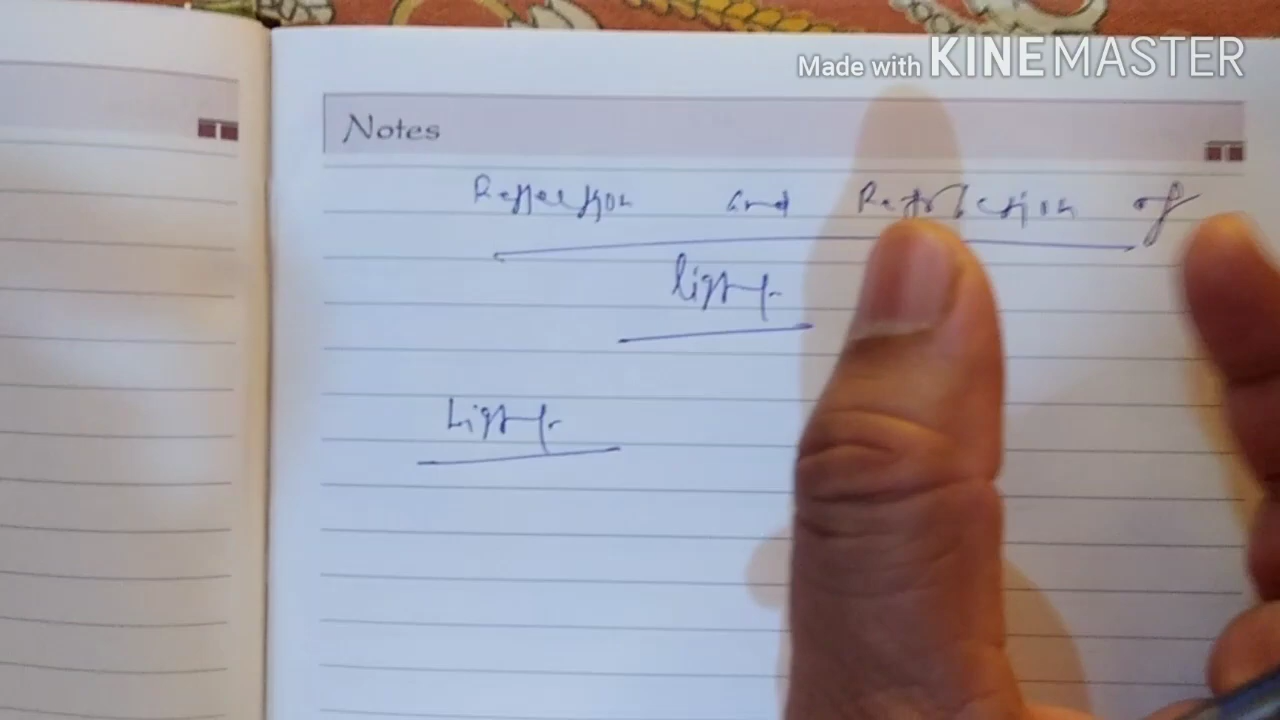 Made with KINEMASTER
Notes
Reflection and Refraction of
light
Light